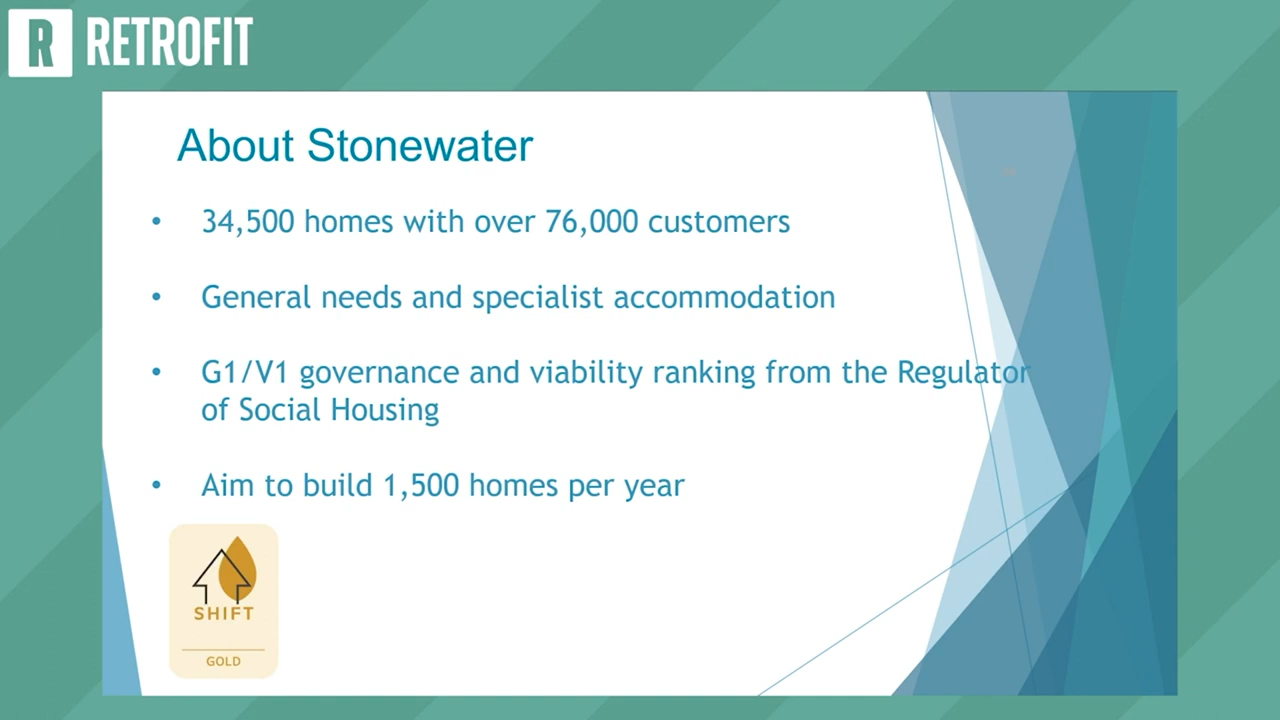 R RETROFIT
About Stonewater
• 34,500 homes with over 76,000 customers
• General needs and specialist accommodation
• G1/V1 governance and viability ranking from the Regulator
of Social Housing
• Aim to build 1,500 homes per year
SHIFT
GOLD